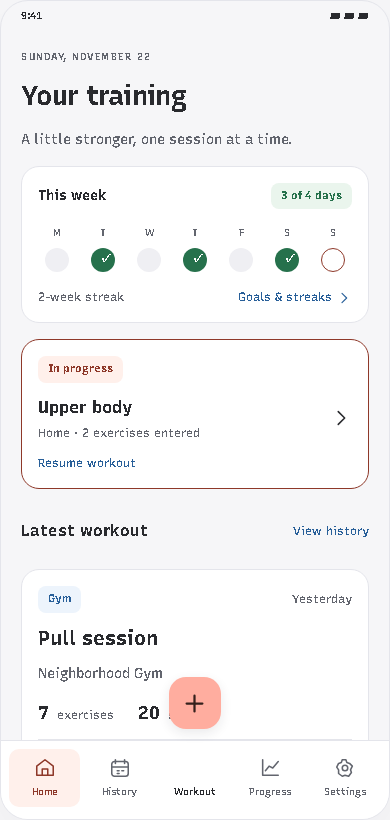 9:41
SUNDAY, NOVEMBER 22
Your training
A little stronger, one session at a time.
This week
3 of 4 days
M T W T F S S
2-week streak
Goals & streaks
In progress
Upper body
Home · 2 exercises entered
Resume workout
Latest workout
View history
Gym
Yesterday
Pull session
Neighborhood Gym
7 exercises 20
Home
History
Workout
Progress
Settings